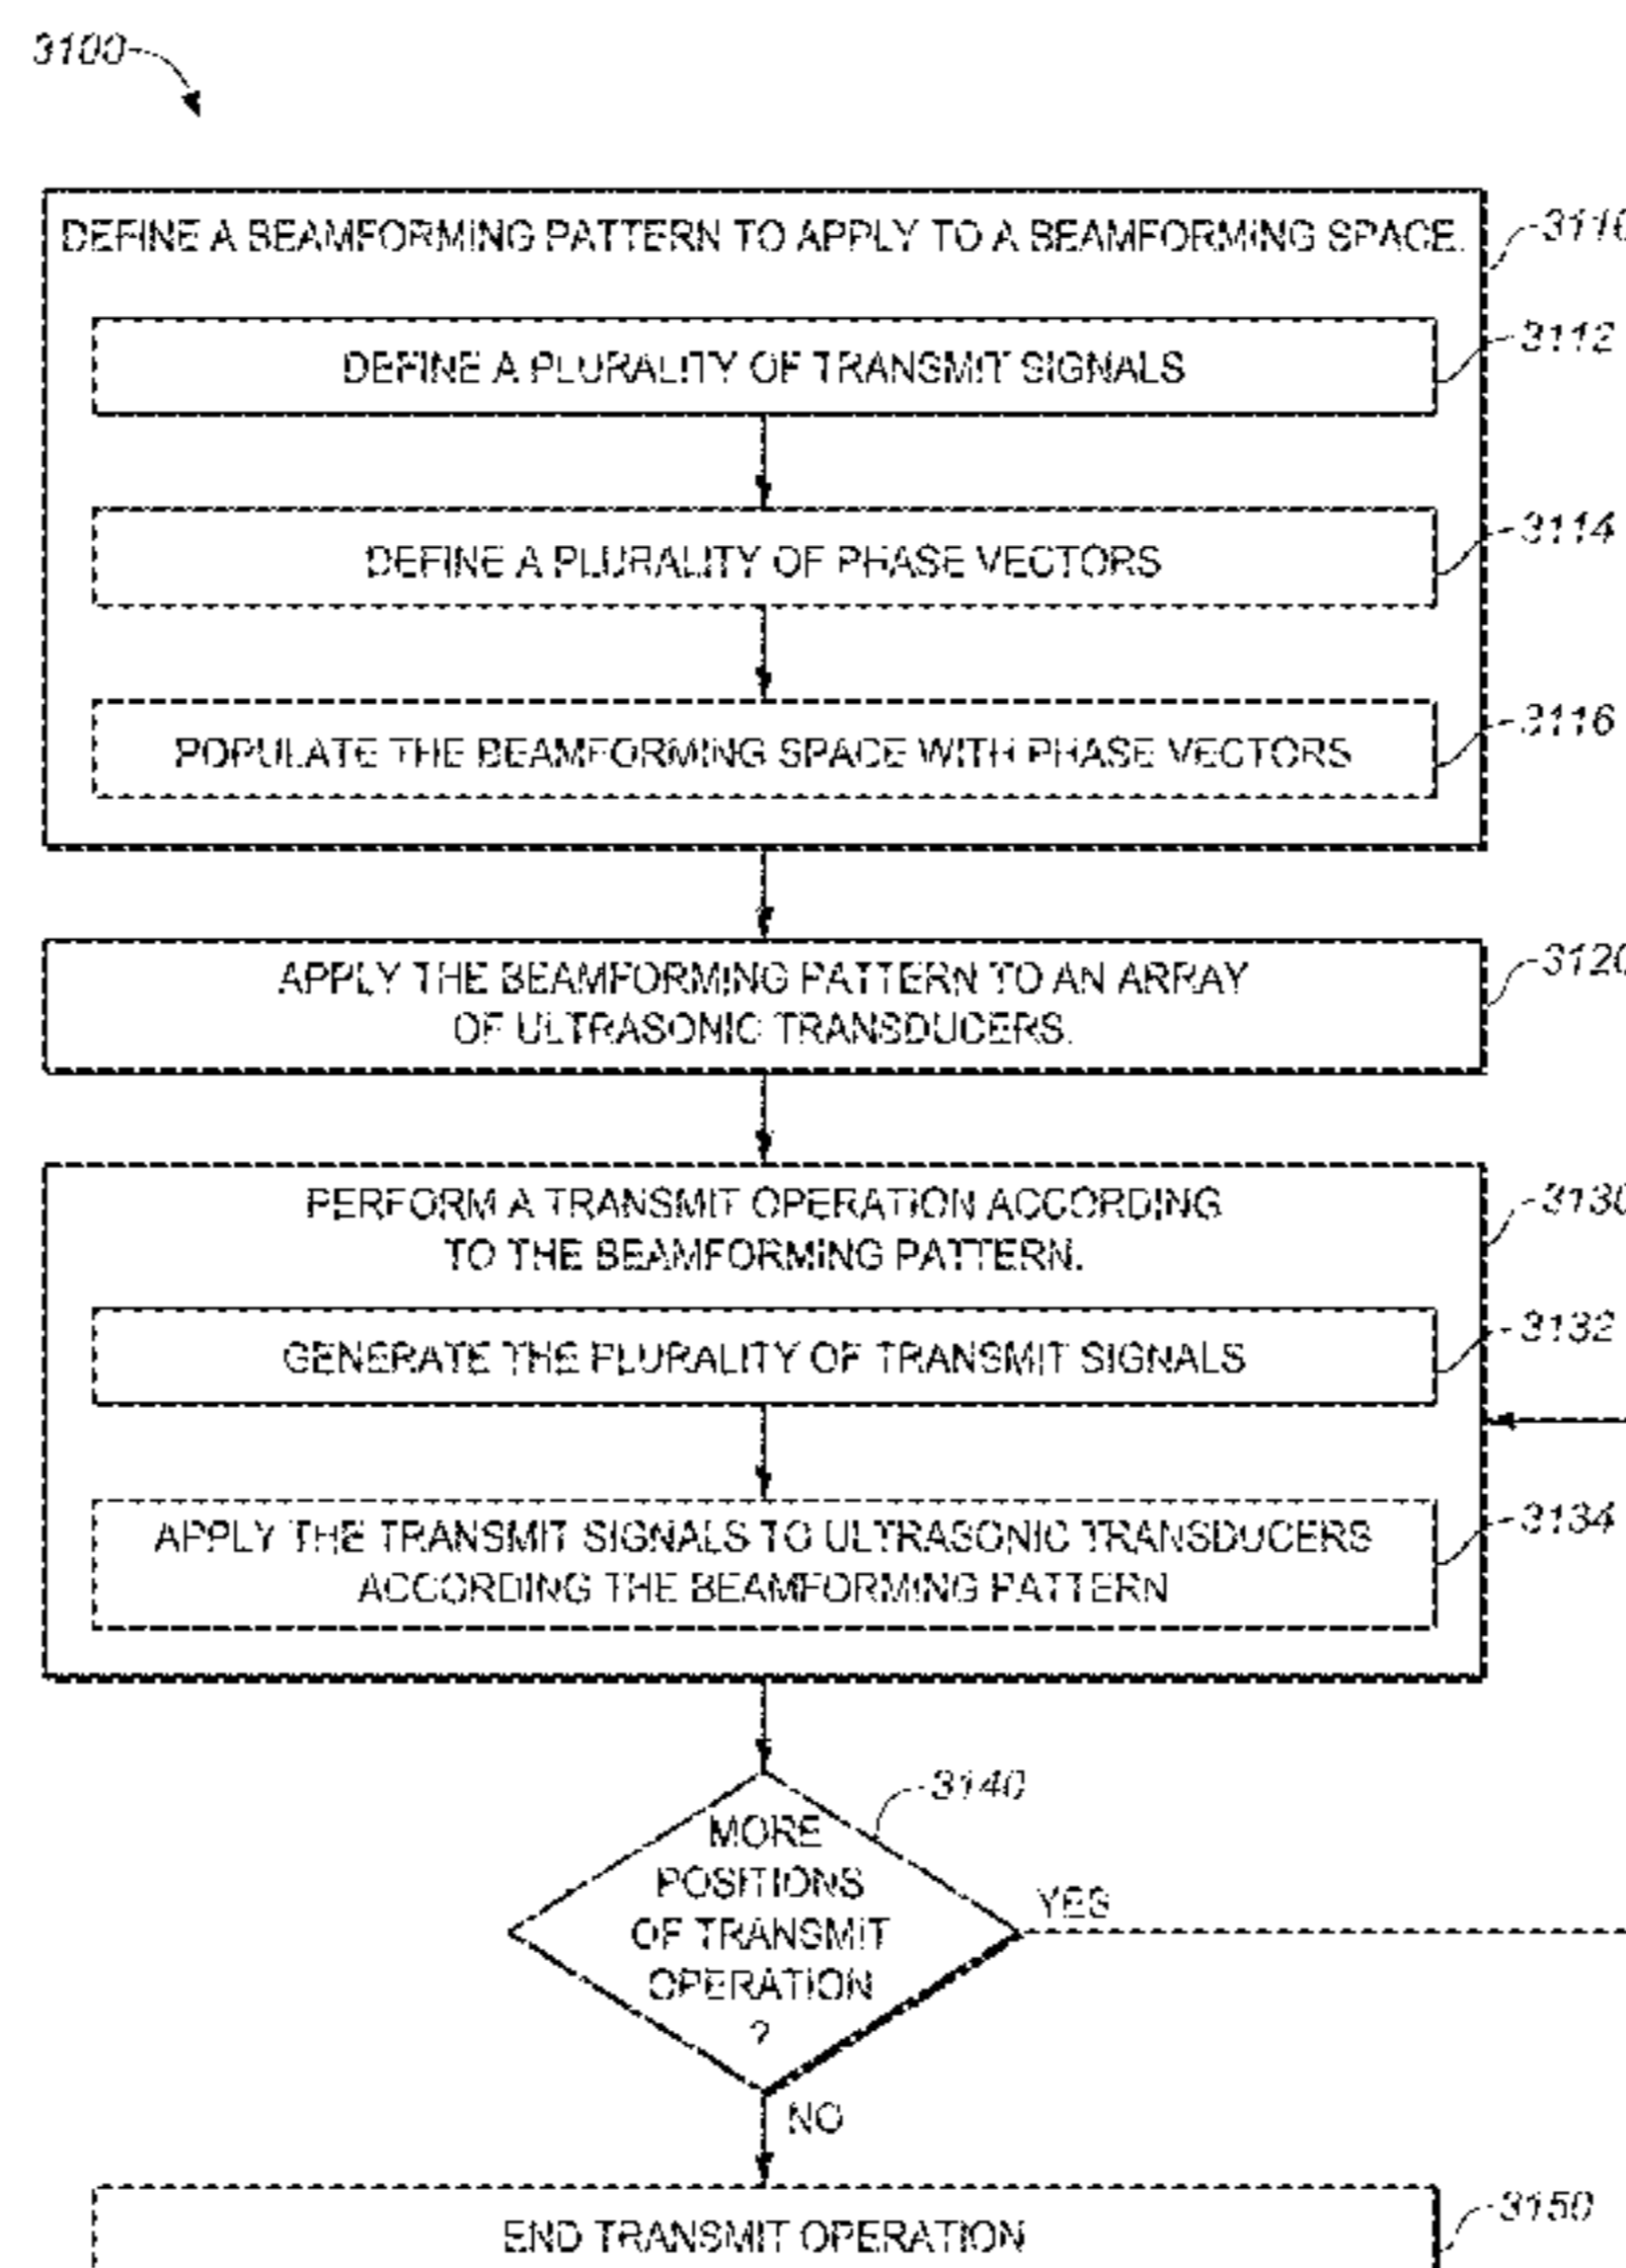 3100
DEFINE A BEAMFORMING PATTERN TO APPLY TO A BEAMFORMING SPACE.
3110
DEFINE A PLURALITY OF TRANSMIT SIGNALS
3112
DEFINE A PLURALITY OF PHASE VECTORS
3114
POPULATE THE BEAMFORMING SPACE WITH PHASE VECTORS
3116
APPLY THE BEAMFORMING PATTERN TO AN ARRAY
OF ULTRASONIC TRANSDUCERS.
3120
PERFORM A TRANSMIT OPERATION ACCORDING
TO THE BEAMFORMING PATTERN.
3130
GENERATE THE PLURALITY OF TRANSMIT SIGNALS
3132
APPLY THE TRANSMIT SIGNALS TO ULTRASONIC TRANSDUCERS
ACCORDING THE BEAMFORMING PATTERN
3134
3140
MORE
POSITIONS
OF TRANSMIT
OPERATION
?
YES
NO
END TRANSMIT OPERATION
3150